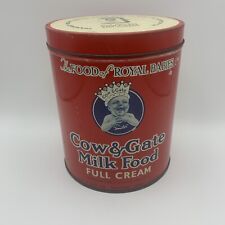 The FOOD of ROYAL BABIES
Cow & Gate
Milk Food
FULL CREAM